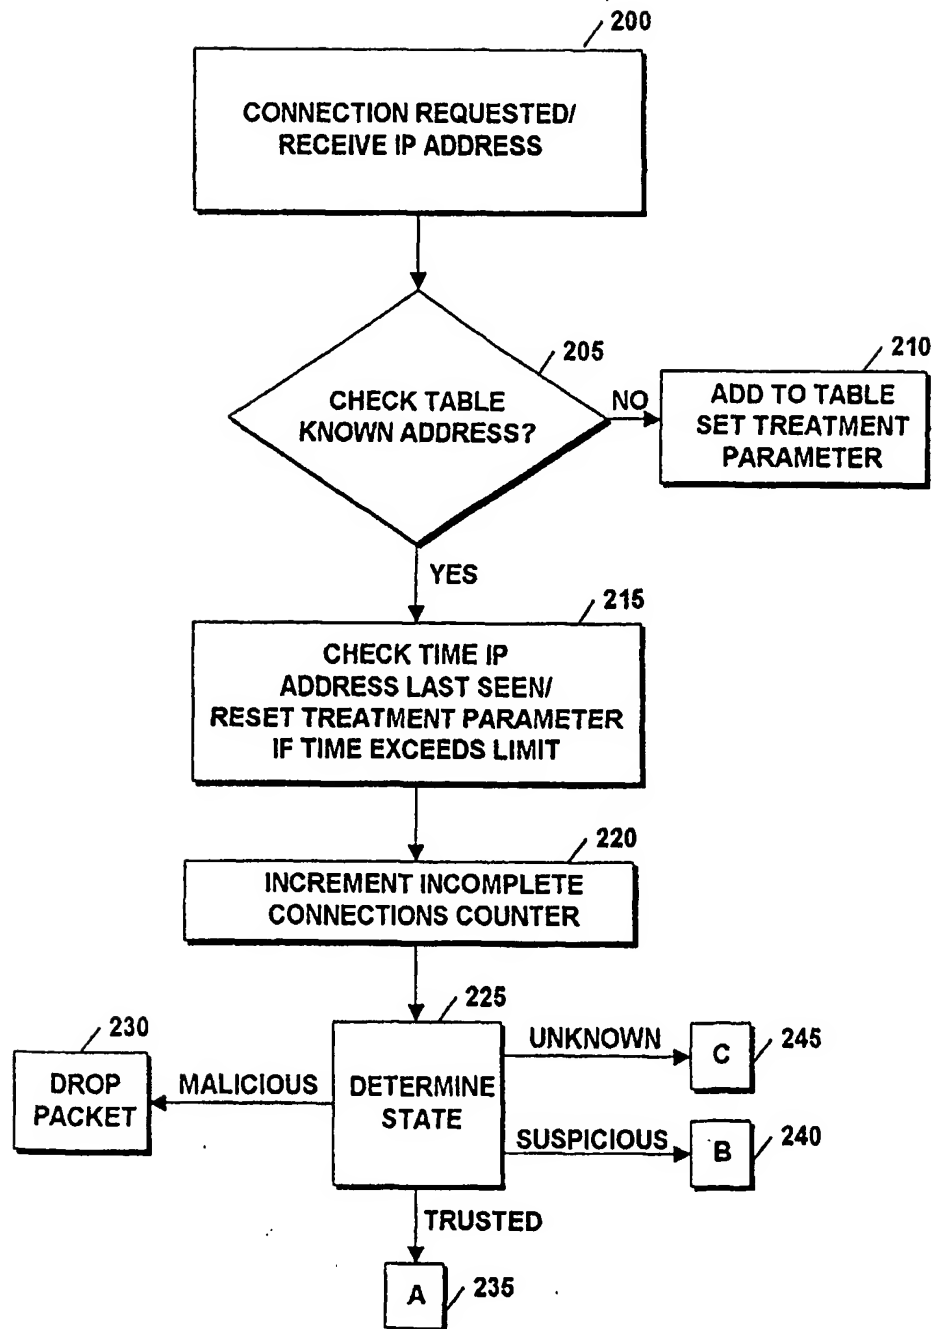 200
CONNECTION REQUESTED/
RECEIVE IP ADDRESS
205
CHECK TABLE
KNOWN ADDRESS?
NO
210
ADD TO TABLE
SET TREATMENT
PARAMETER
YES
215
CHECK TIME IP
ADDRESS LAST SEEN/
RESET TREATMENT PARAMETER
IF TIME EXCEEDS LIMIT
220
INCREMENT INCOMPLETE
CONNECTIONS COUNTER
225
DETERMINE
STATE
230
DROP
PACKET
MALICIOUS
UNKNOWN
C
245
SUSPICIOUS
B
240
TRUSTED
A
235